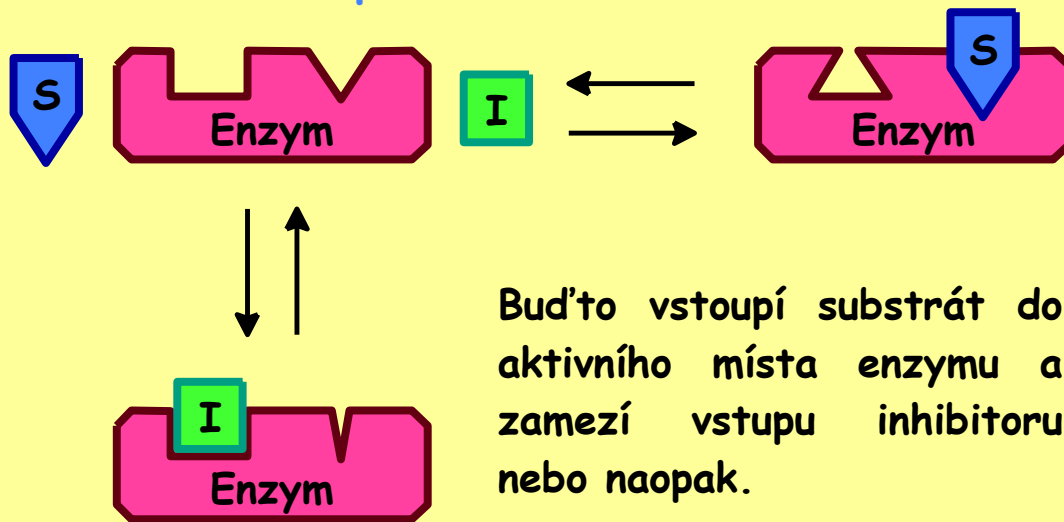 S
Enzym
I
S
Enzym
Buďto vstoupí substrát do
aktivního místa enzymu a
zamezí vstupu inhibitoru
nebo naopak.
I
Enzym